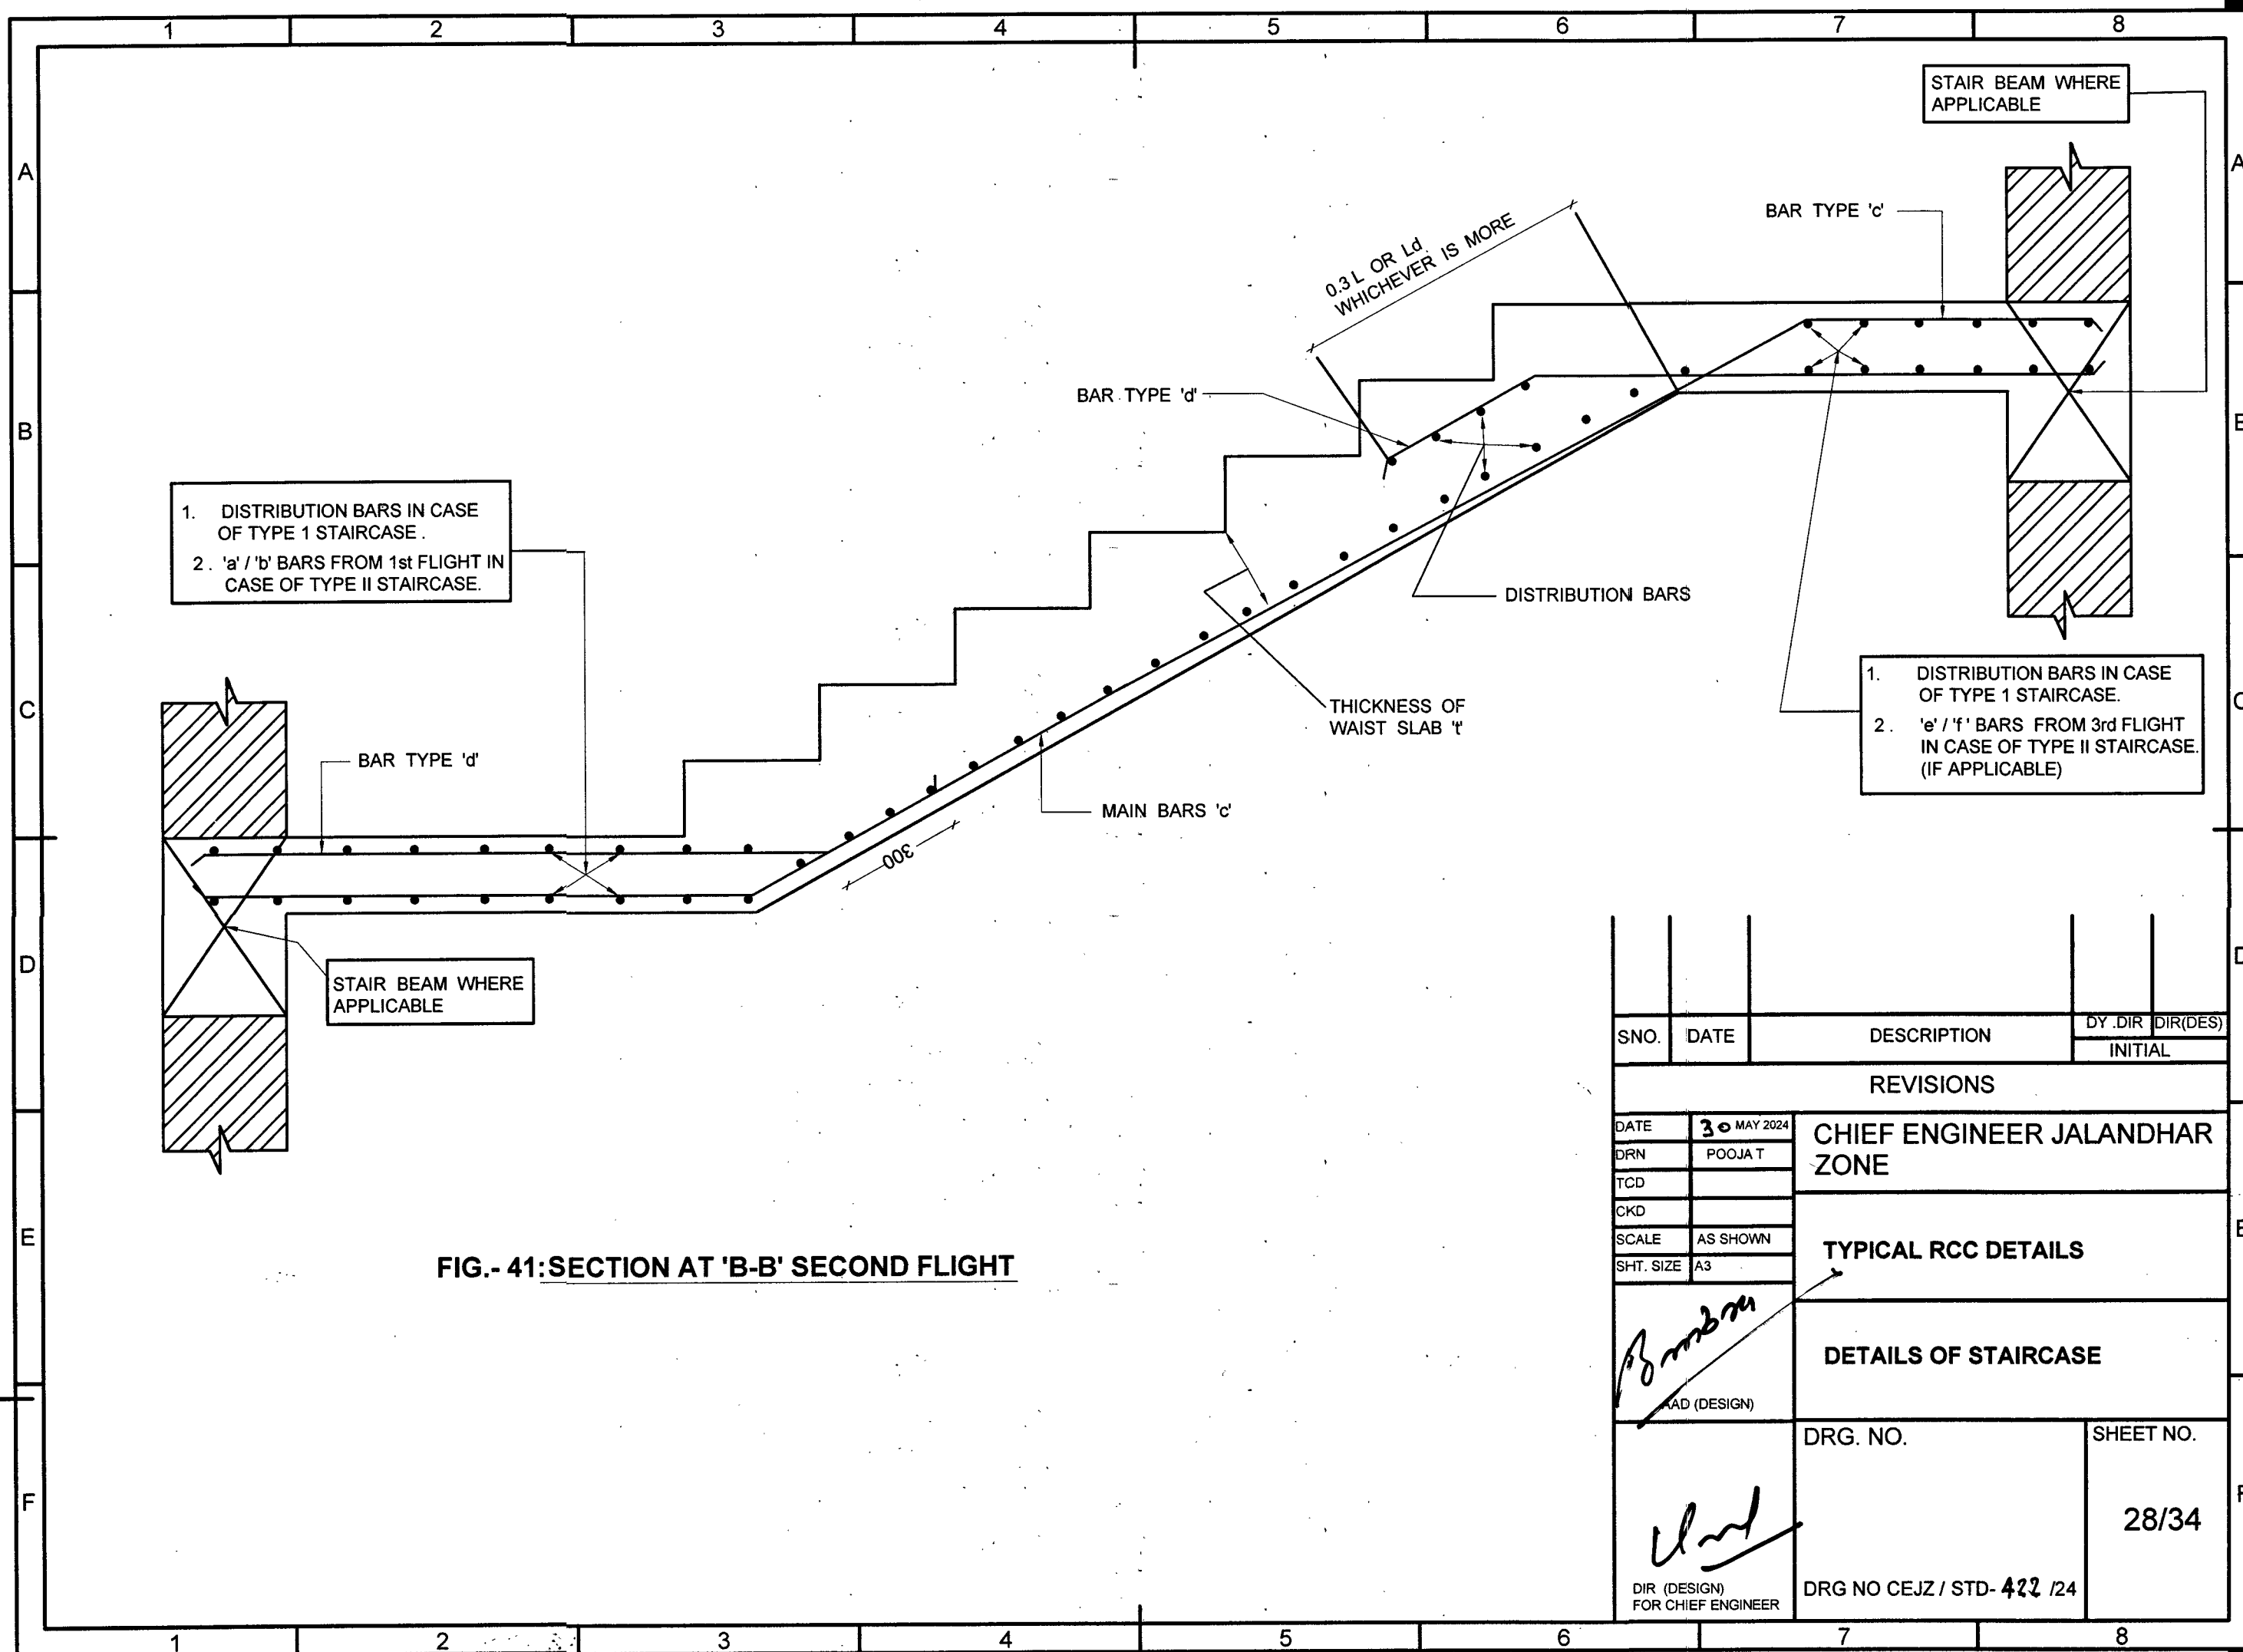 1 2 3 4 5 6 7 8
A
B
C
D
E
F
A
B
C
D
E
F
STAIR BEAM WHERE
APPLICABLE
BAR TYPE 'c'
0.3 L OR Ld.
WHICHEVER IS MORE
BAR TYPE 'd'
1. DISTRIBUTION BARS IN CASE
OF TYPE 1 STAIRCASE .
2 . 'a' / 'b' BARS FROM 1st FLIGHT IN
CASE OF TYPE II STAIRCASE.
DISTRIBUTION BARS
THICKNESS OF
WAIST SLAB 't'
1. DISTRIBUTION BARS IN CASE
OF TYPE 1 STAIRCASE.
2 . 'e' / 'f ' BARS FROM 3rd FLIGHT
IN CASE OF TYPE II STAIRCASE.
(IF APPLICABLE)
BAR TYPE 'd'
MAIN BARS 'c'
300
STAIR BEAM WHERE
APPLICABLE
FIG.- 41:SECTION AT 'B-B' SECOND FLIGHT
SNO. DATE DESCRIPTION DY .DIR DIR(DES)
INITIAL
REVISIONS
DATE 30 MAY 2024
DRN POOJA T
TCD
CKD
SCALE AS SHOWN
SHT. SIZE A3
CHIEF ENGINEER JALANDHAR
ZONE
TYPICAL RCC DETAILS
DETAILS OF STAIRCASE
AAD (DESIGN)
DIR (DESIGN)
FOR CHIEF ENGINEER
DRG. NO.
DRG NO CEJZ / STD- 422 /24
SHEET NO.
28/34
1 2 3 4 5 6 7 8